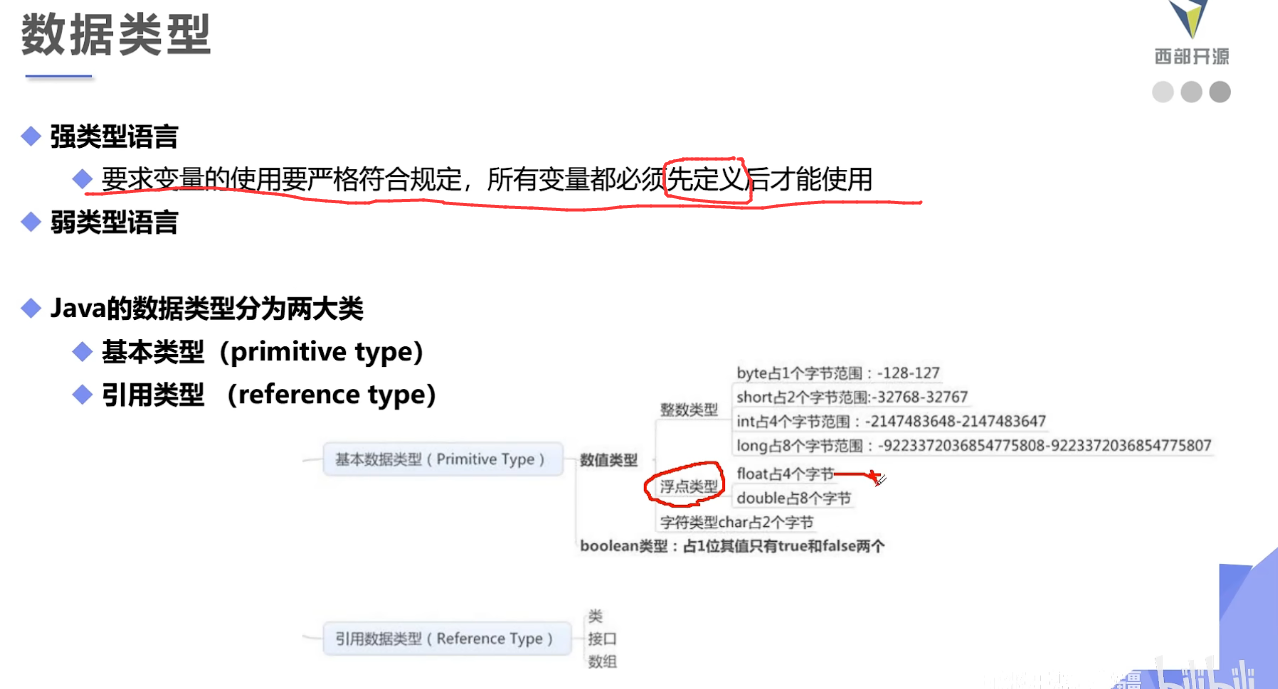 数据类型
西部开源
强类型语言
要求变量的使用要严格符合规定，所有变量都必须先定义后才能使用
弱类型语言
Java的数据类型分为两大类
基本类型（primitive type）
引用类型 （reference type）
基本数据类型（Primitive Type）
数值类型
整数类型
byte占1个字节范围：-128-127
short占2个字节范围:-32768-32767
int占4个字节范围：-2147483648-2147483647
long占8个字节范围：-9223372036854775808-9223372036854775807
浮点类型
float占4个字节
double占8个字节
字符类型char占2个字节
boolean类型：占1位其值只有true和false两个
引用数据类型（Reference Type）
类
接口
数组
bilibili